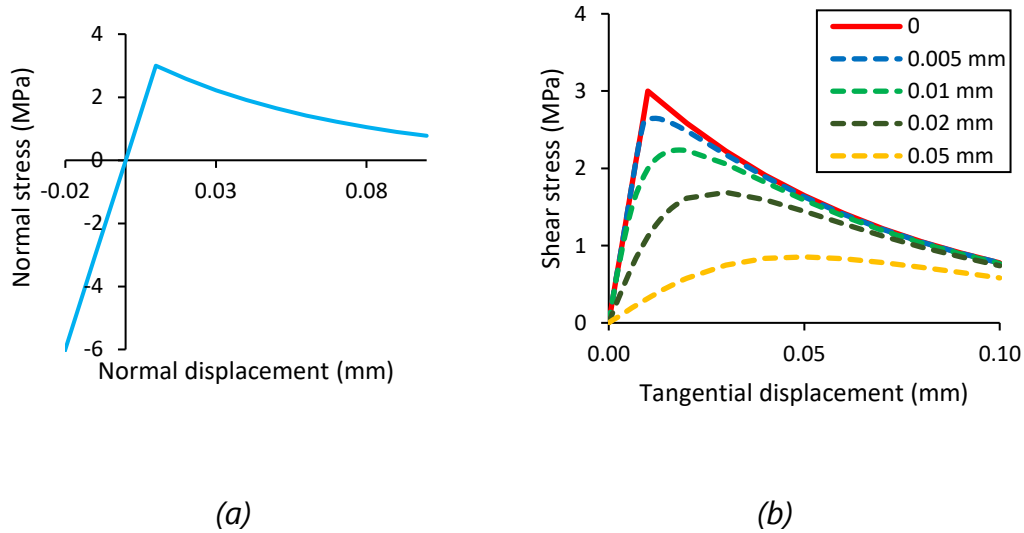 4
2
0
-2
-4
-6
-0.02
0.03
0.08
Normal stress (MPa)
Normal displacement (mm)
(a)
4
3
2
1
0
0.00
0.05
0.10
Shear stress (MPa)
Tangential displacement (mm)
0
0.005 mm
0.01 mm
0.02 mm
0.05 mm
(b)